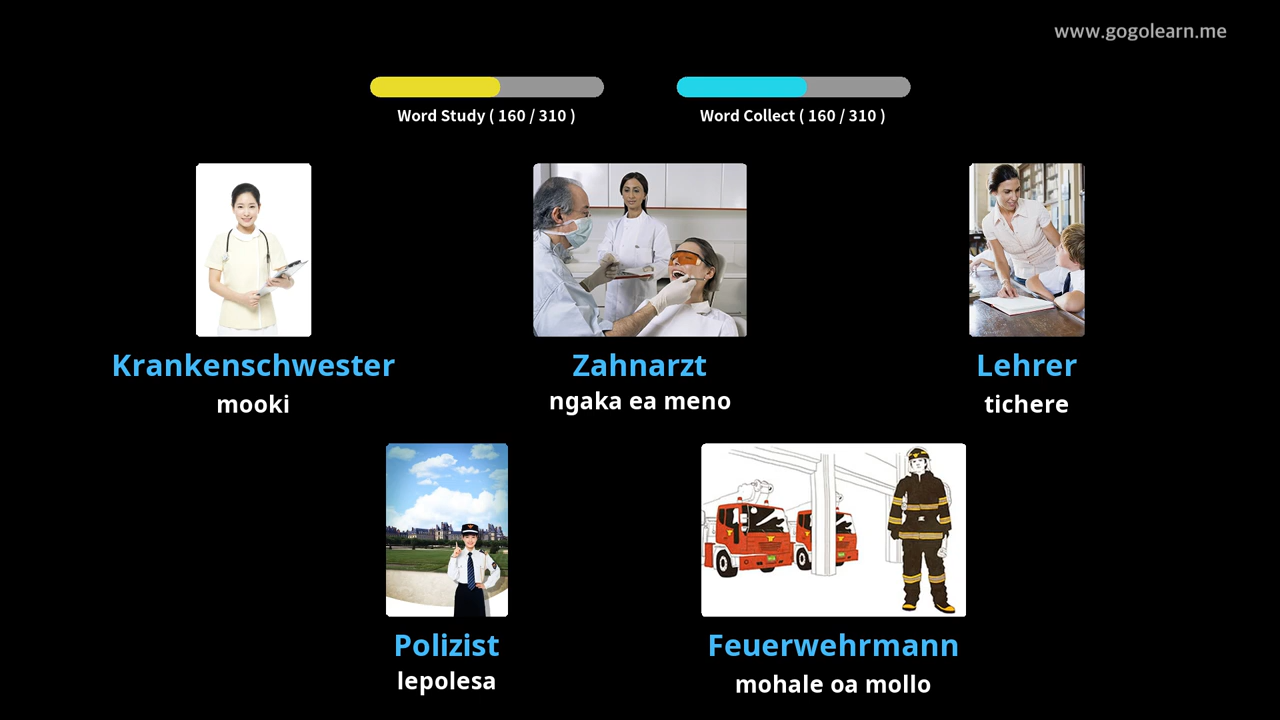 www.gogolearn.me
Word Study ( 160 / 310 )
Word Collect ( 160 / 310 )
Krankenschwester
mooki
Zahnarzt
ngaka ea meno
Lehrer
tichere
Polizist
lepolesa
Feuerwehrmann
mohale oa mollo